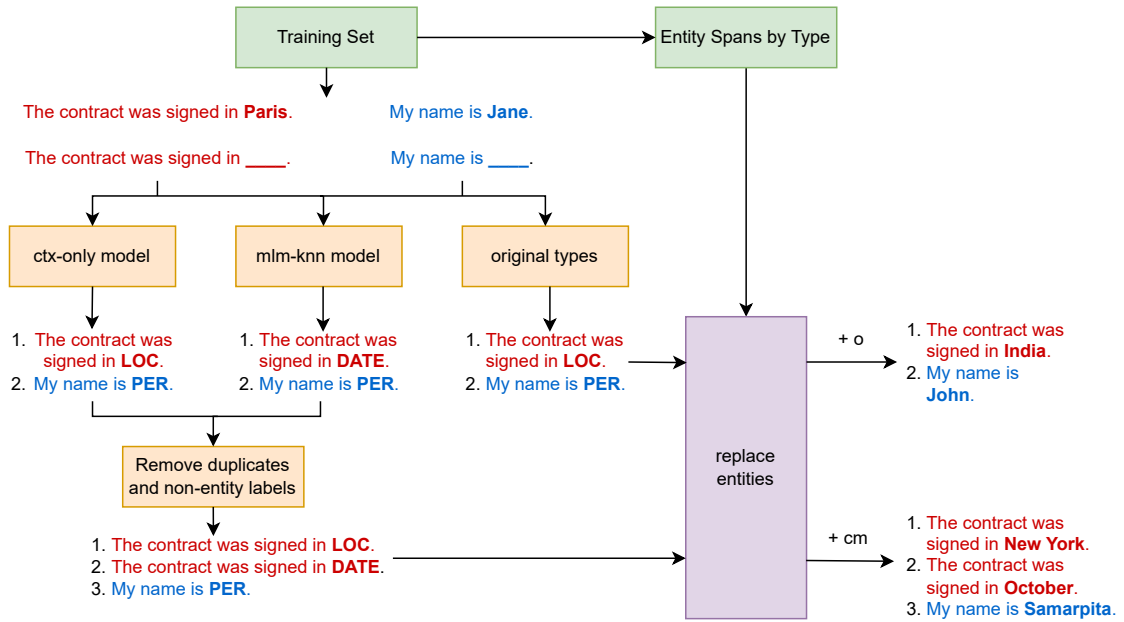 Training Set
Entity Spans by Type
The contract was signed in Paris.
My name is Jane.
The contract was signed in ____.
My name is ____.
ctx-only model
mlm-knn model
original types
1. The contract was
signed in LOC.
2. My name is PER.
1. The contract was
signed in DATE.
2. My name is PER.
1. The contract was
signed in LOC.
2. My name is PER.
Remove duplicates
and non-entity labels
1. The contract was signed in LOC.
2. The contract was signed in DATE.
3. My name is PER.
replace
entities
+ o
1. The contract was
signed in India.
2. My name is
John.
+ cm
1. The contract was
signed in New York.
2. The contract was
signed in October.
3. My name is Samarpita.